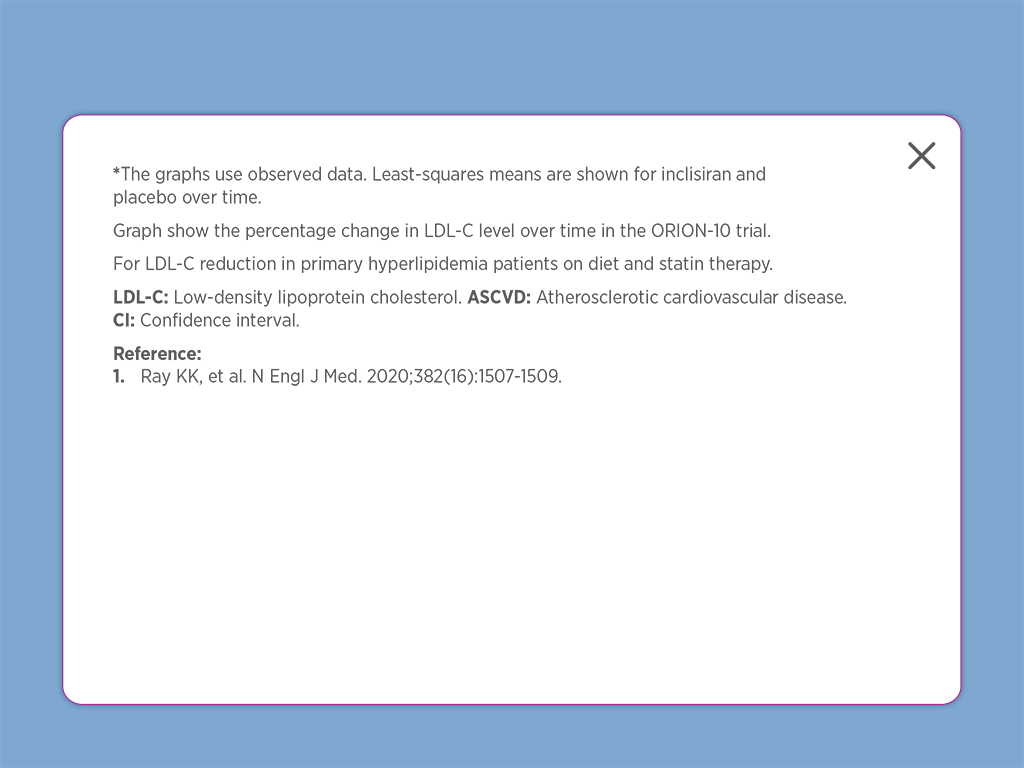 *The graphs use observed data. Least-squares means are shown for inclisiran and
placebo over time.
Graph show the percentage change in LDL-C level over time in the ORION-10 trial.
For LDL-C reduction in primary hyperlipidemia patients on diet and statin therapy.
LDL-C: Low-density lipoprotein cholesterol. ASCVD: Atherosclerotic cardiovascular disease.
CI: Confidence interval.
Reference:
1. Ray KK, et al. N Engl J Med. 2020;382(16):1507-1509.